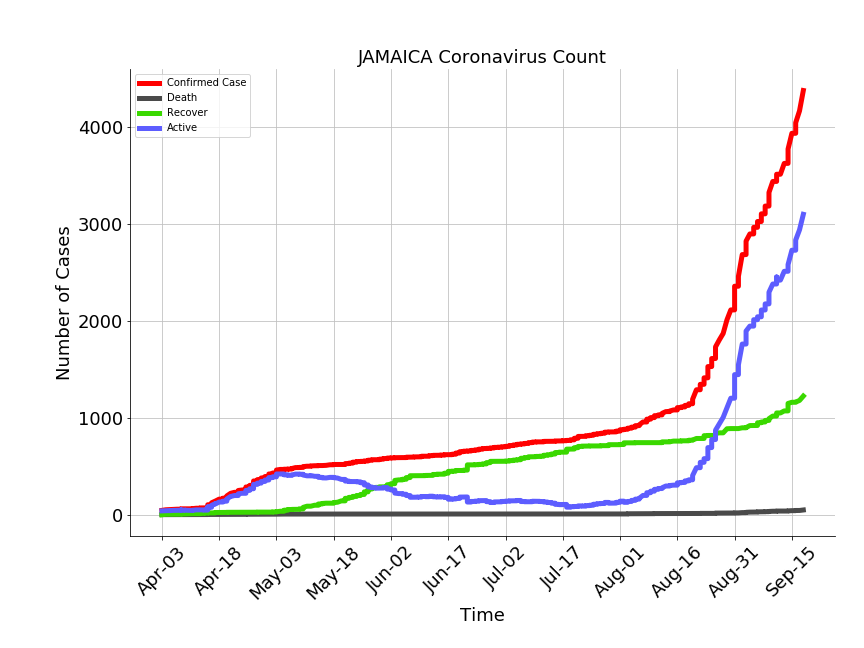 JAMAICA Coronavirus Count
Confirmed Case
Death
Recover
Active
Number of Cases
4000
3000
2000
1000
0
Apr-03
Apr-18
May-03
May-18
Jun-02
Jun-17
Jul-02
Jul-17
Aug-01
Aug-16
Aug-31
Sep-15
Time